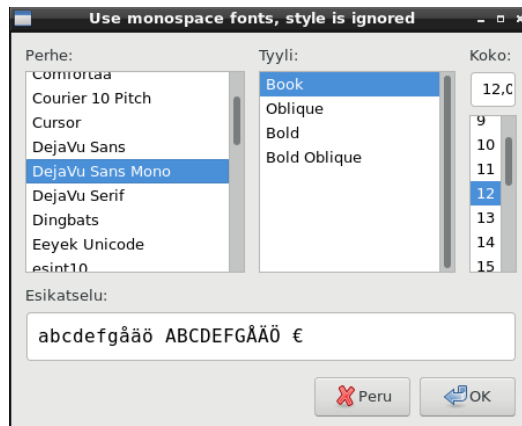 Use monospace fonts, style is ignored
Perhe:
Tyyli:
Koko:
Comfortaa
Courier 10 Pitch
Cursor
DejaVu Sans
DejaVu Sans Mono
DejaVu Serif
Dingbats
Eeyek Unicode
esint10
Book
Oblique
Bold
Bold Oblique
12,0
9
10
11
12
13
14
15
Esikatselu:
abcdefgåäö ABCDEFGÅÄÖ €
Peru
OK